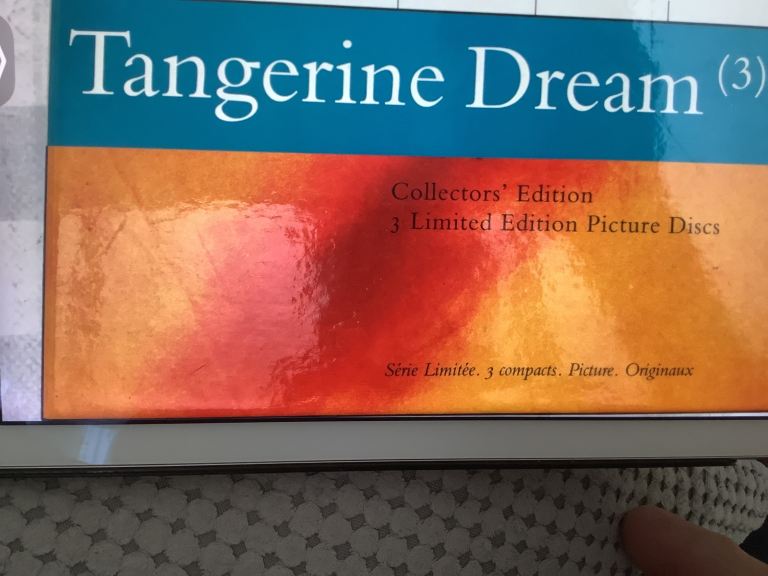 Tangerine Dream (3)
Collectors' Edition
3 Limited Edition Picture Discs
Série Limitée. 3 compacts. Picture. Originaux